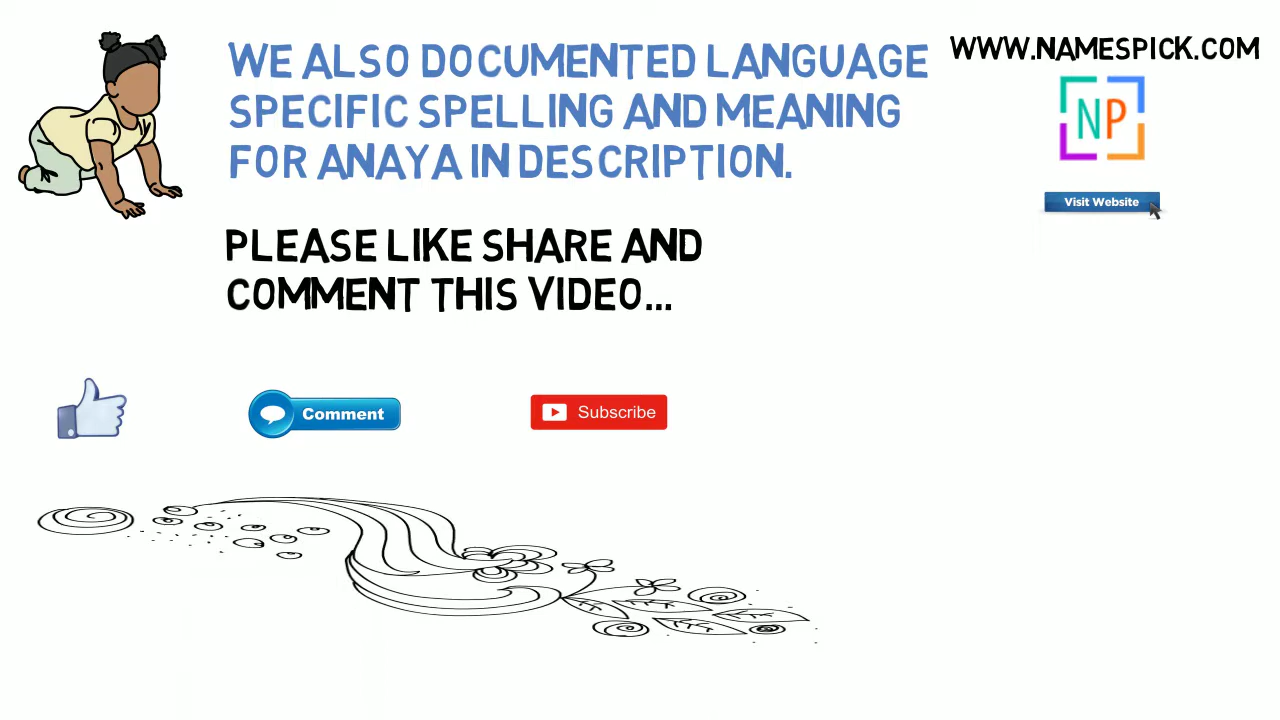 WWW.NAMESPICK.COM
WE ALSO DOCUMENTED LANGUAGE
SPECIFIC SPELLING AND MEANING
FOR ANAYA IN DESCRIPTION.
NP
Visit Website
PLEASE LIKE SHARE AND
COMMENT THIS VIDEO...
Comment
Subscribe